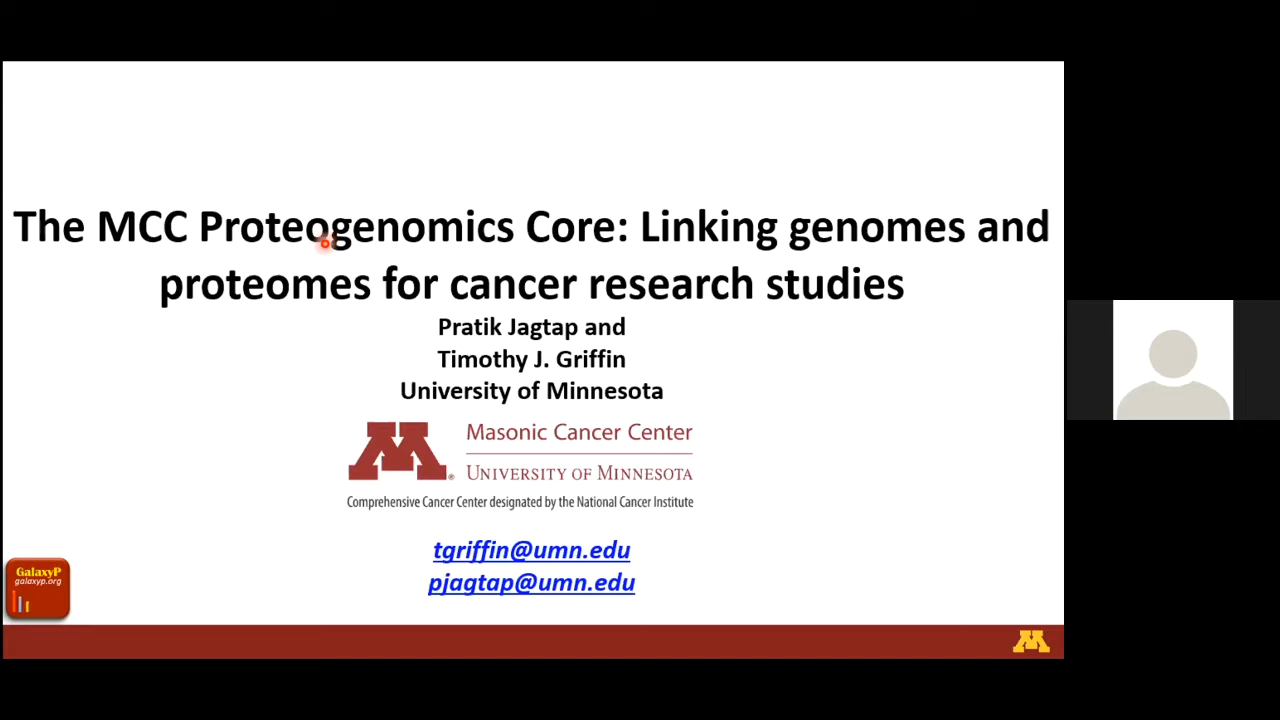 The MCC Proteogenomics Core: Linking genomes and
proteomes for cancer research studies
Pratik Jagtap and
Timothy J. Griffin
University of Minnesota
Masonic Cancer Center
UNIVERSITY OF MINNESOTA
Comprehensive Cancer Center designated by the National Cancer Institute
tgriffin@umn.edu
pjagtap@umn.edu
GalaxyP
galaxyp.org